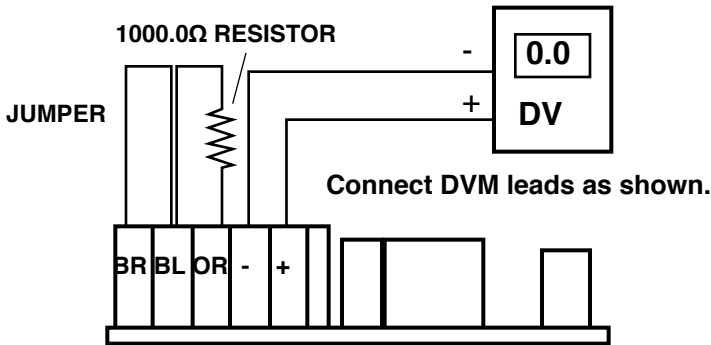 1000.0Ω RESISTOR
JUMPER
-
+
0.0
DV
Connect DVM leads as shown.
BR BL OR - +